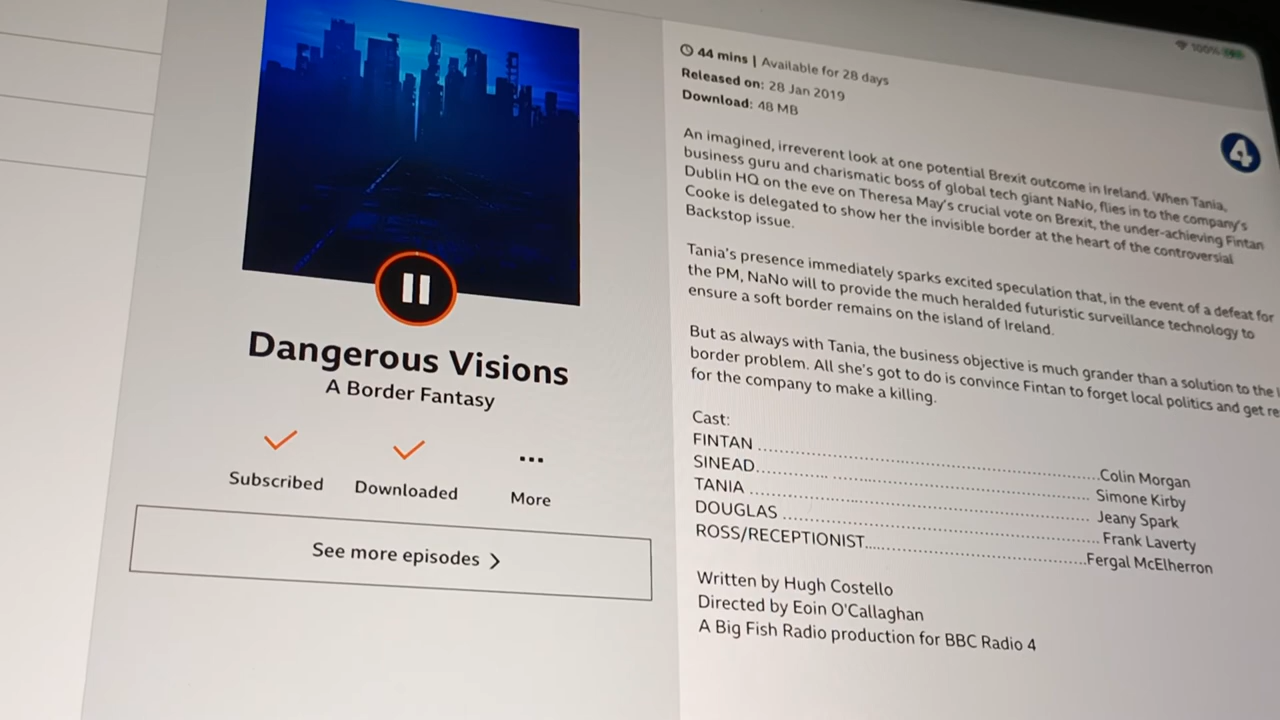 Dangerous Visions
A Border Fantasy
Subscribed
Downloaded
More
See more episodes
100%
44 mins | Available for 28 days
Released on: 28 Jan 2019
Download: 48 MB
4
An imagined, irreverent look at one potential Brexit outcome in Ireland. When Tania,
business guru and charismatic boss of global tech giant NaNo, flies in to the company's
Dublin HQ on the eve on Theresa May's crucial vote on Brexit, the under-achieving Fintan
Cooke is delegated to show her the invisible border at the heart of the controversial
Backstop issue.
Tania's presence immediately sparks excited speculation that, in the event of a defeat for
the PM, NaNo will to provide the much heralded futuristic surveillance technology to
ensure a soft border remains on the island of Ireland.
But as always with Tania, the business objective is much grander than a solution to the
border problem. All she's got to do is convince Fintan to forget local politics and get
for the company to make a killing.
Cast:
FINTAN ........................................................................Colin Morgan
SINEAD............. ................................................... Simone Kirby
TANIA ................................................................... Jeany Spark
DOUGLAS ............................................................... Frank Laverty
ROSS/RECEPTIONIST.............................................Fergal McElherron
Written by Hugh Costello
Directed by Eoin O'Callaghan
A Big Fish Radio production for BBC Radio 4